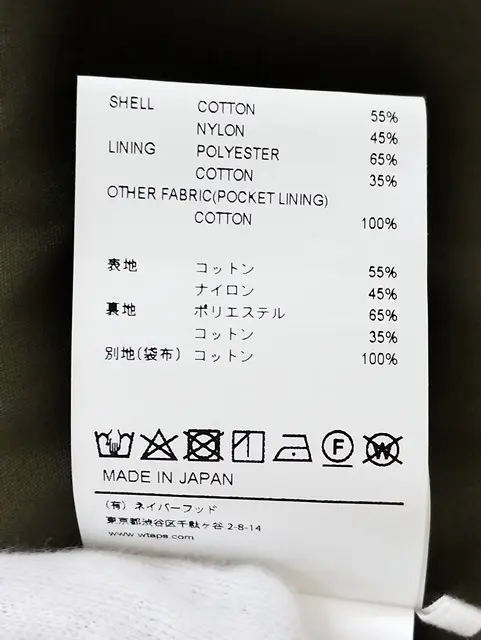 SHELL COTTON 55%
NYLON 45%
LINING POLYESTER 65%
COTTON 35%
OTHER FABRIC(POCKET LINING)
COTTON 100%
表地 コットン 55%
ナイロン 45%
裏地 ポリエステル 65%
コットン 35%
別地(袋布) コットン 100%
F W
MADE IN JAPAN
(有) ネイバーフッド
東京都渋谷区千駄ヶ谷 2-8-14
www.wtaps.com